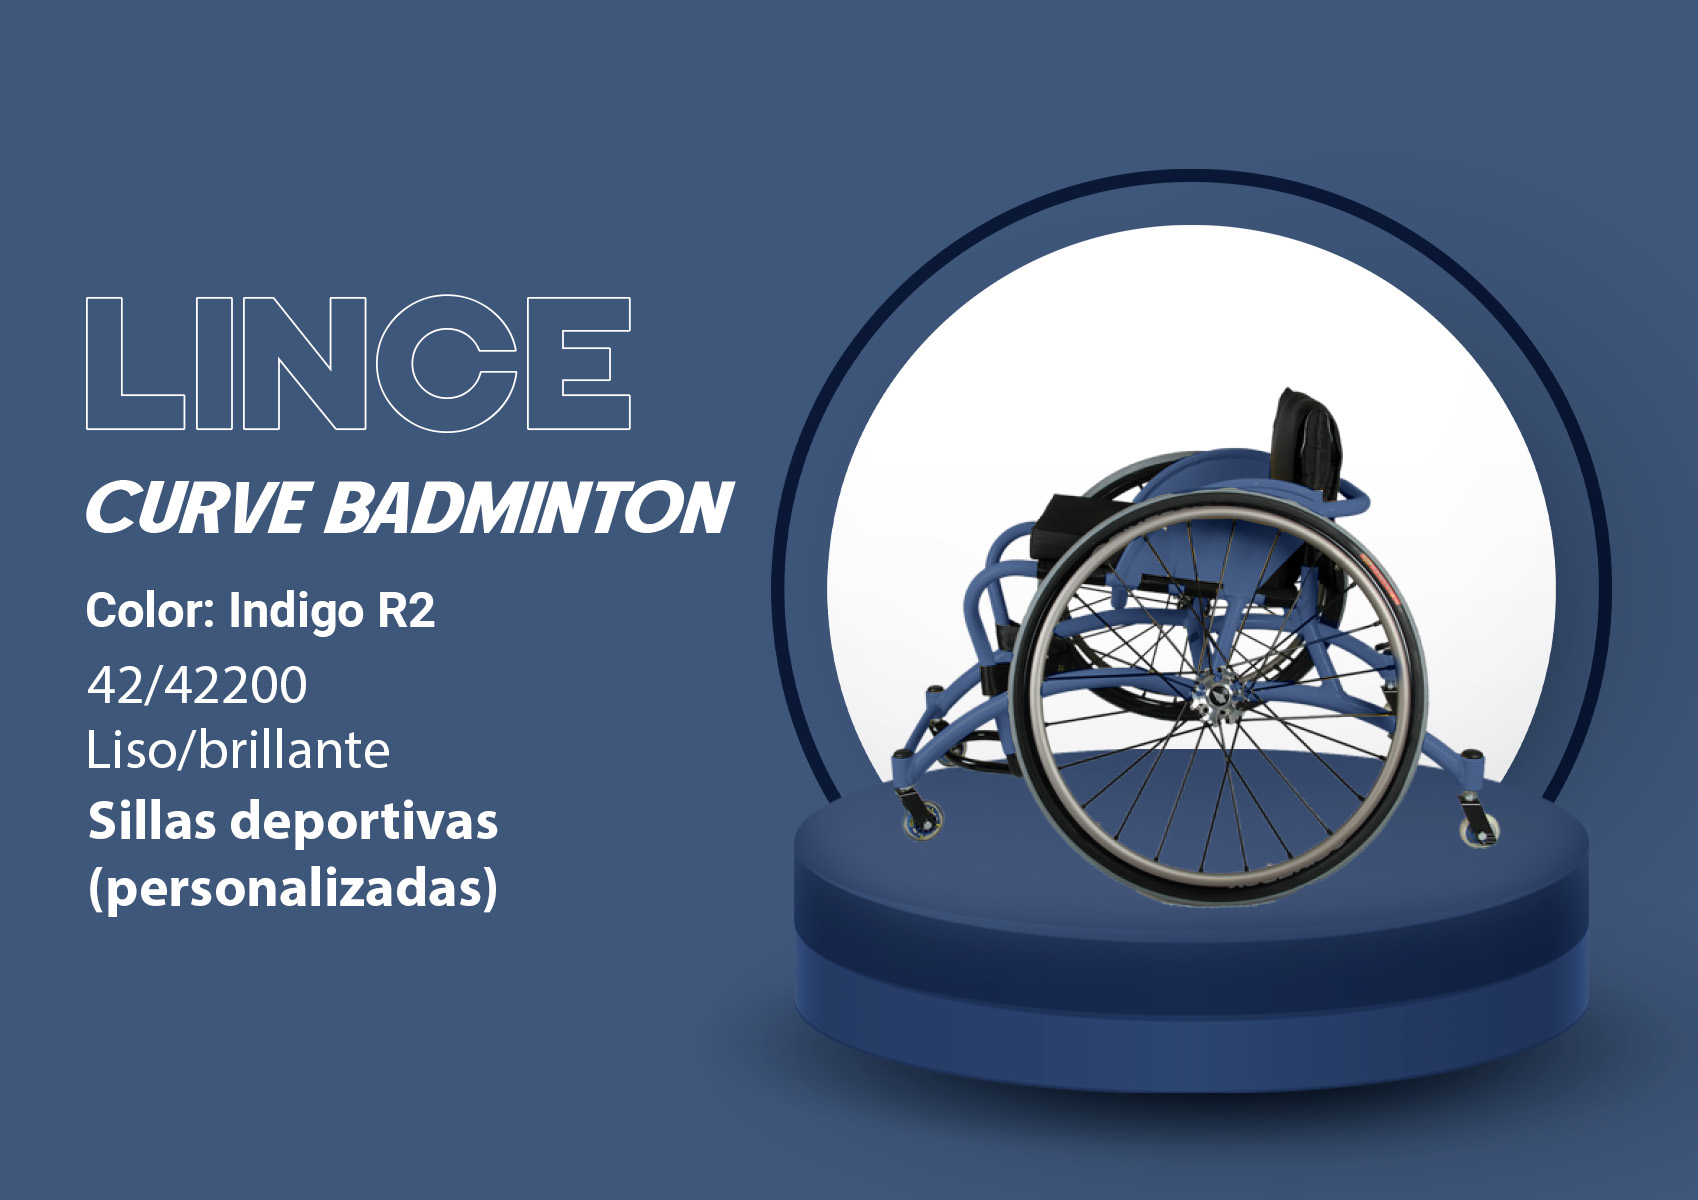 LINCE
CURVE BADMINTON
Color: Indigo R2
42/42200
Liso/brillante
Sillas deportivas
(personalizadas)